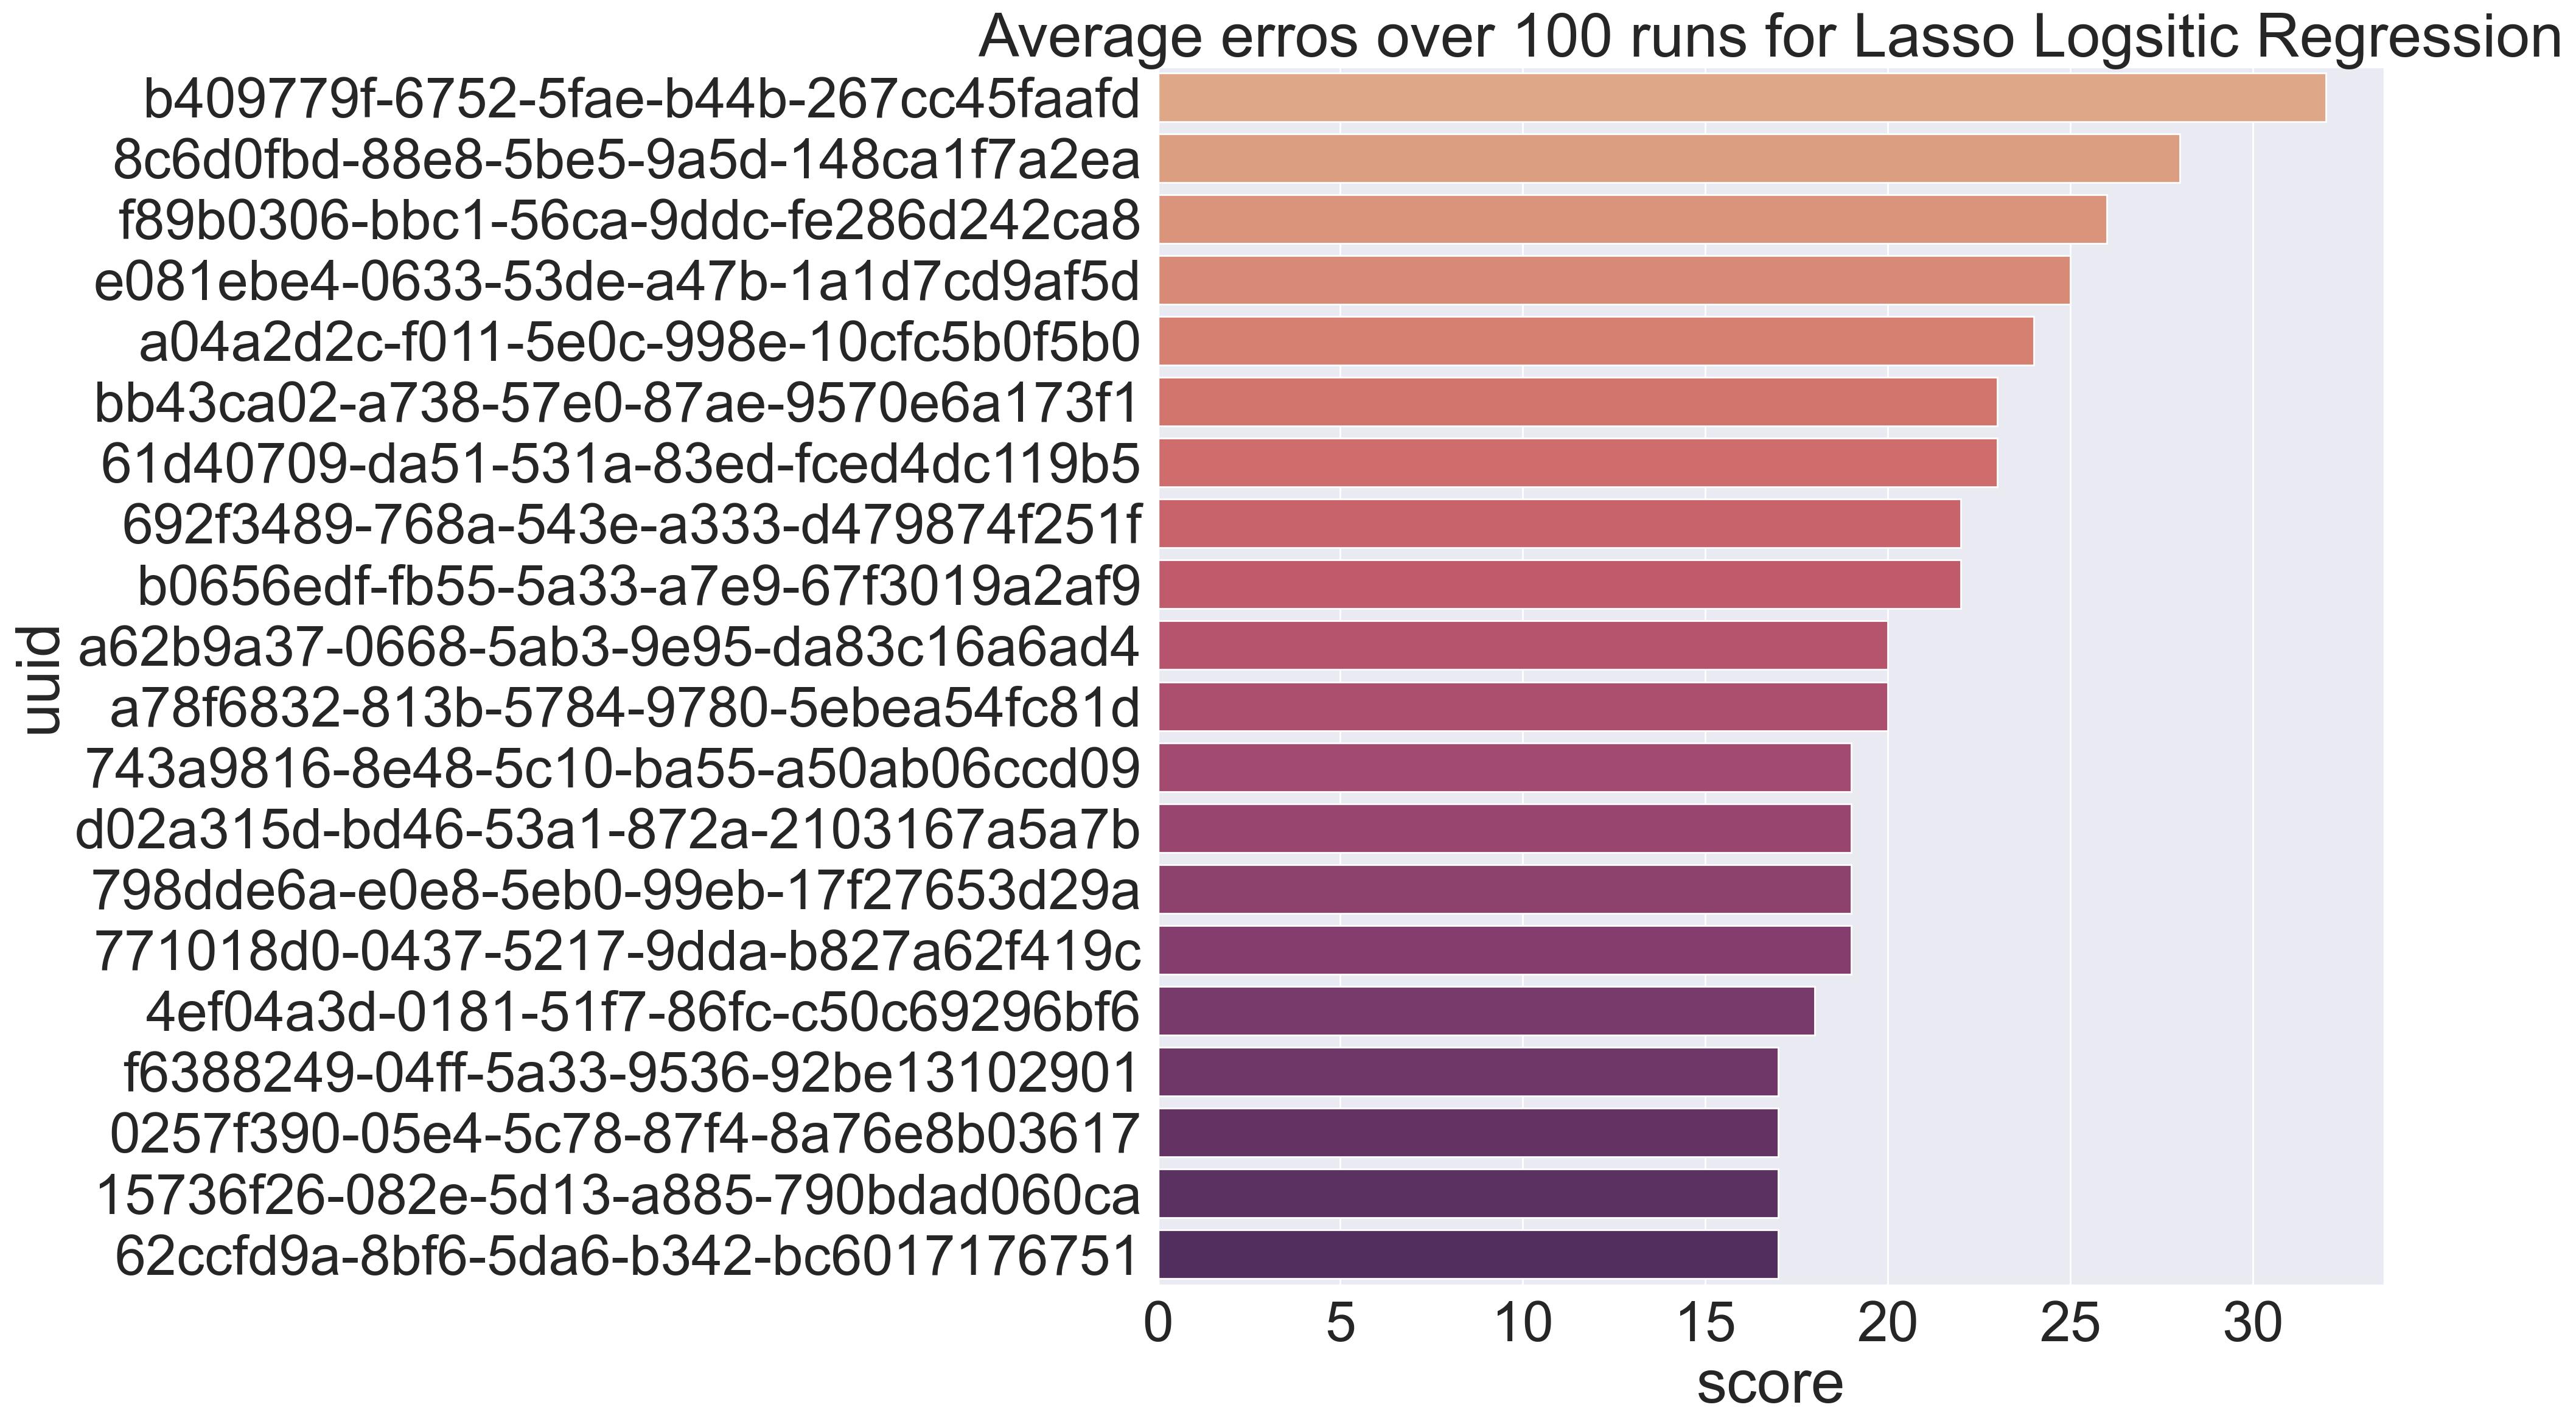 Average erros over 100 runs for Lasso Logsitic Regression
b409779f-6752-5fae-b44b-267cc45faafd
8c6d0fbd-88e8-5be5-9a5d-148ca1f7a2ea
f89b0306-bbc1-56ca-9ddc-fe286d242ca8
e081ebe4-0633-53de-a47b-1a1d7cd9af5d
a04a2d2c-f011-5e0c-998e-10cfc5b0f5b0
bb43ca02-a738-57e0-87ae-9570e6a173f1
61d40709-da51-531a-83ed-fced4dc119b5
692f3489-768a-543e-a333-d479874f251f
b0656edf-fb55-5a33-a7e9-67f3019a2af9
a62b9a37-0668-5ab3-9e95-da83c16a6ad4
a78f6832-813b-5784-9780-5ebea54fc81d
743a9816-8e48-5c10-ba55-a50ab06ccd09
d02a315d-bd46-53a1-872a-2103167a5a7b
798dde6a-e0e8-5eb0-99eb-17f27653d29a
771018d0-0437-5217-9dda-b827a62f419c
4ef04a3d-0181-51f7-86fc-c50c69296bf6
f6388249-04ff-5a33-9536-92be13102901
0257f390-05e4-5c78-87f4-8a76e8b03617
15736f26-082e-5d13-a885-790bdad060ca
62ccfd9a-8bf6-5da6-b342-bc6017176751
uuid
0 5 10 15 20 25 30
score